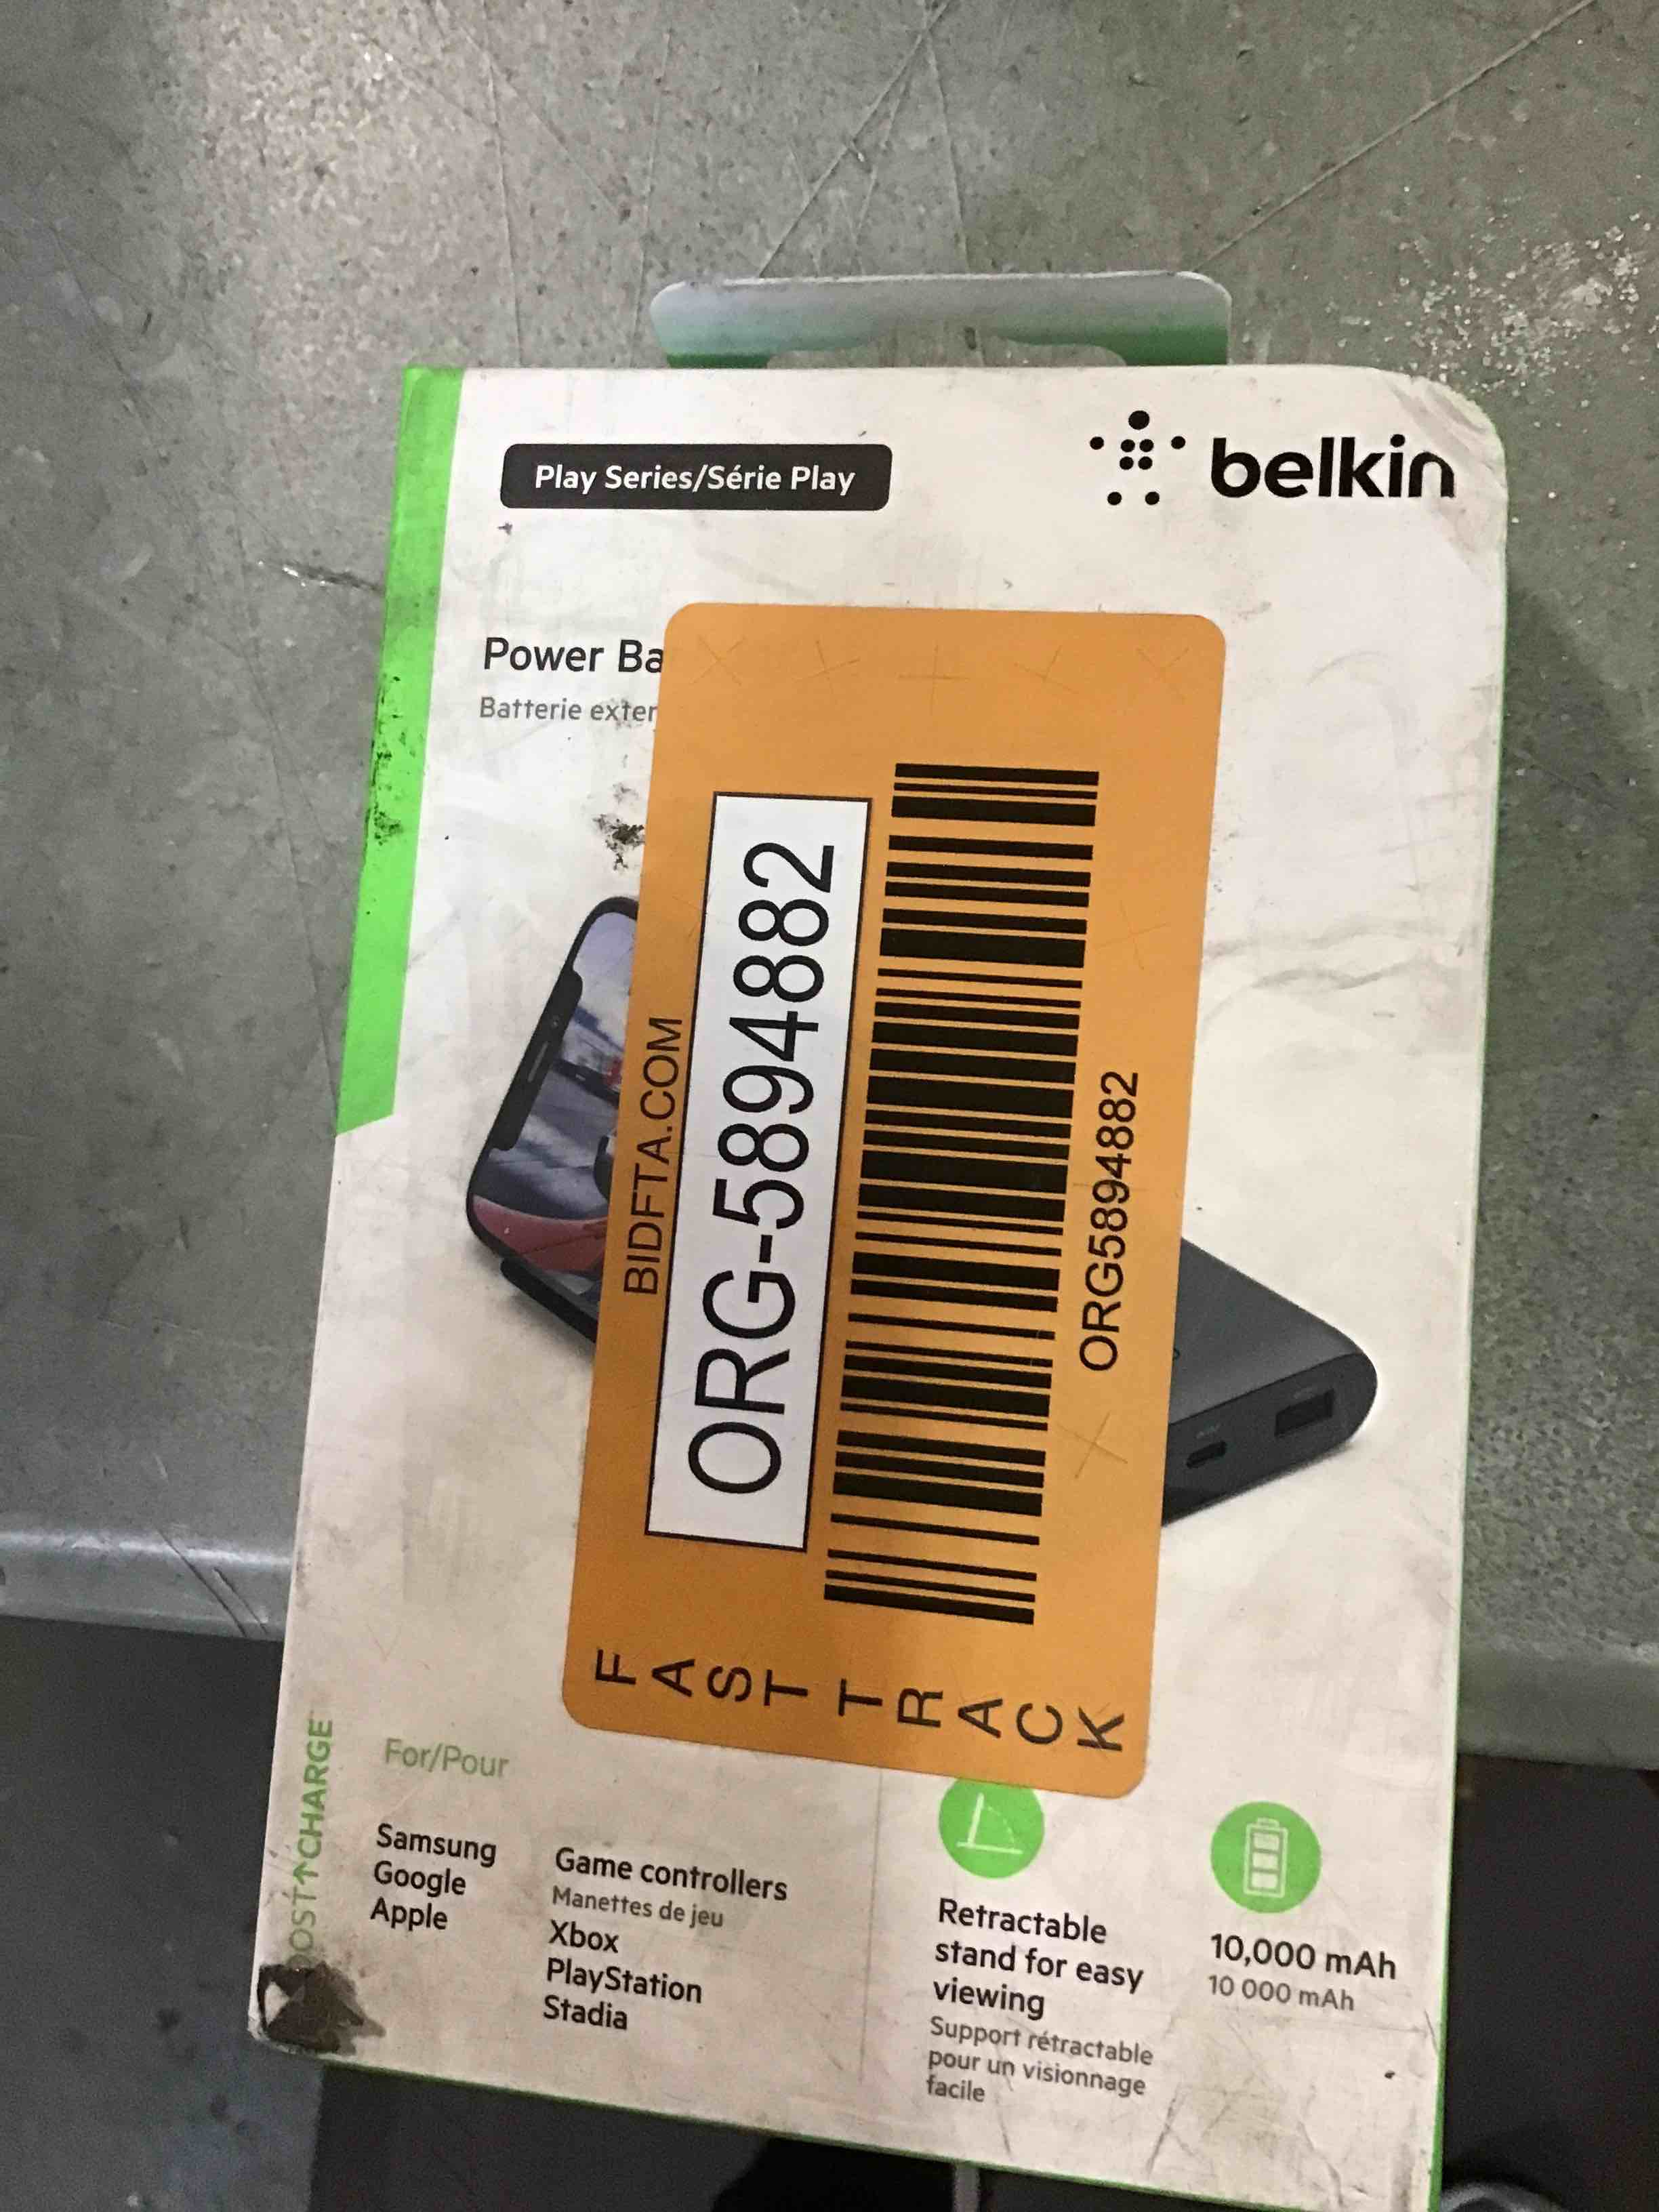 Play Series/Série Play
belkin
Power Ba
Batterie exter
BIDFTA.COM
ORG-5894882
ORG5894882
FAST TRACK
OOST↑CHARGE
For/Pour
Samsung
Google
Apple
Game controllers
Manettes de jeu
Xbox
PlayStation
Stadia
Retractable
stand for easy
viewing
Support rétractable
pour un visionnage
facile
10,000 mAh
10 000 mAh